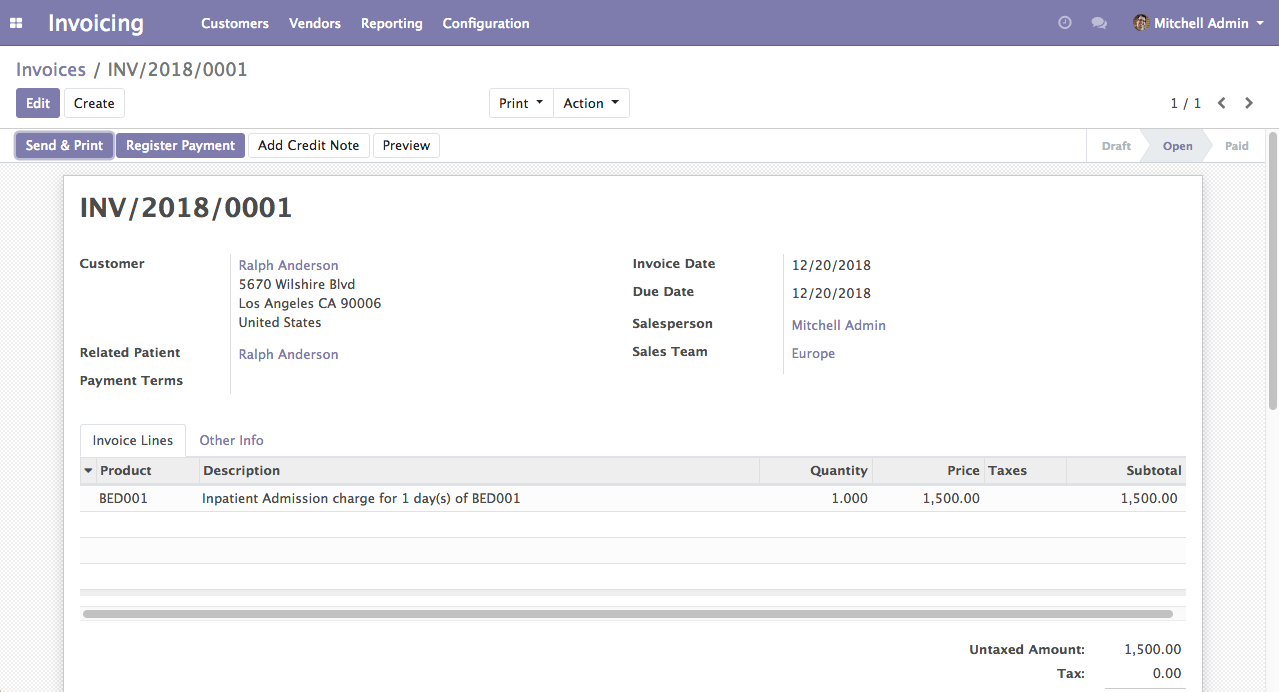 Invoicing Customers Vendors Reporting Configuration Mitchell Admin
Invoices / INV/2018/0001
Edit Create Print Action 1 / 1
Send & Print Register Payment Add Credit Note Preview Draft Open Paid
INV/2018/0001
Customer Ralph Anderson Invoice Date 12/20/2018
5670 Wilshire Blvd
Los Angeles CA 90006 Due Date 12/20/2018
United States Salesperson Mitchell Admin
Related Patient Ralph Anderson Sales Team Europe
Payment Terms
Invoice Lines Other Info
Product Description Quantity Price Taxes Subtotal
BED001 Inpatient Admission charge for 1 day(s) of BED001 1.000 1,500.00 1,500.00
Untaxed Amount: 1,500.00
Tax: 0.00